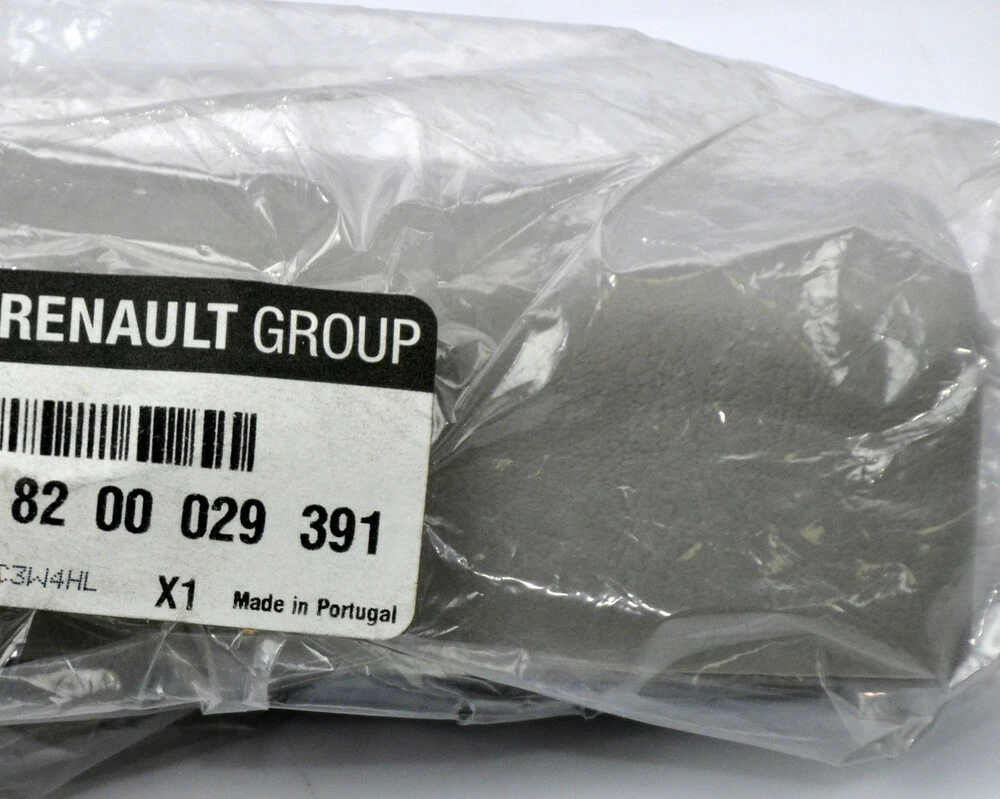 RENAULT GROUP
82 00 029 391
C3W4HL
X1 Made in Portugal